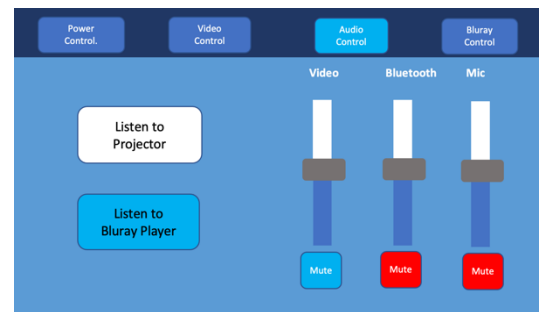 Power
Control.
Video
Control
Audio
Control
Bluray
Control
Video Bluetooth Mic
Listen to
Projector
Listen to
Bluray Player
Mute Mute Mute